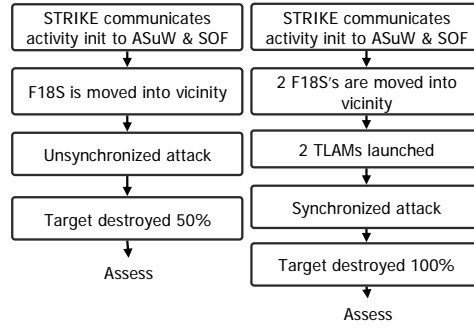 STRIKE communicates
activity init to ASuW & SOF
F18S is moved into vicinity
Unsynchronized attack
Target destroyed 50%
Assess
STRIKE communicates
activity init to ASuW & SOF
2 F18S's are moved into
vicinity
2 TLAMs launched
Synchronized attack
Target destroyed 100%
Assess